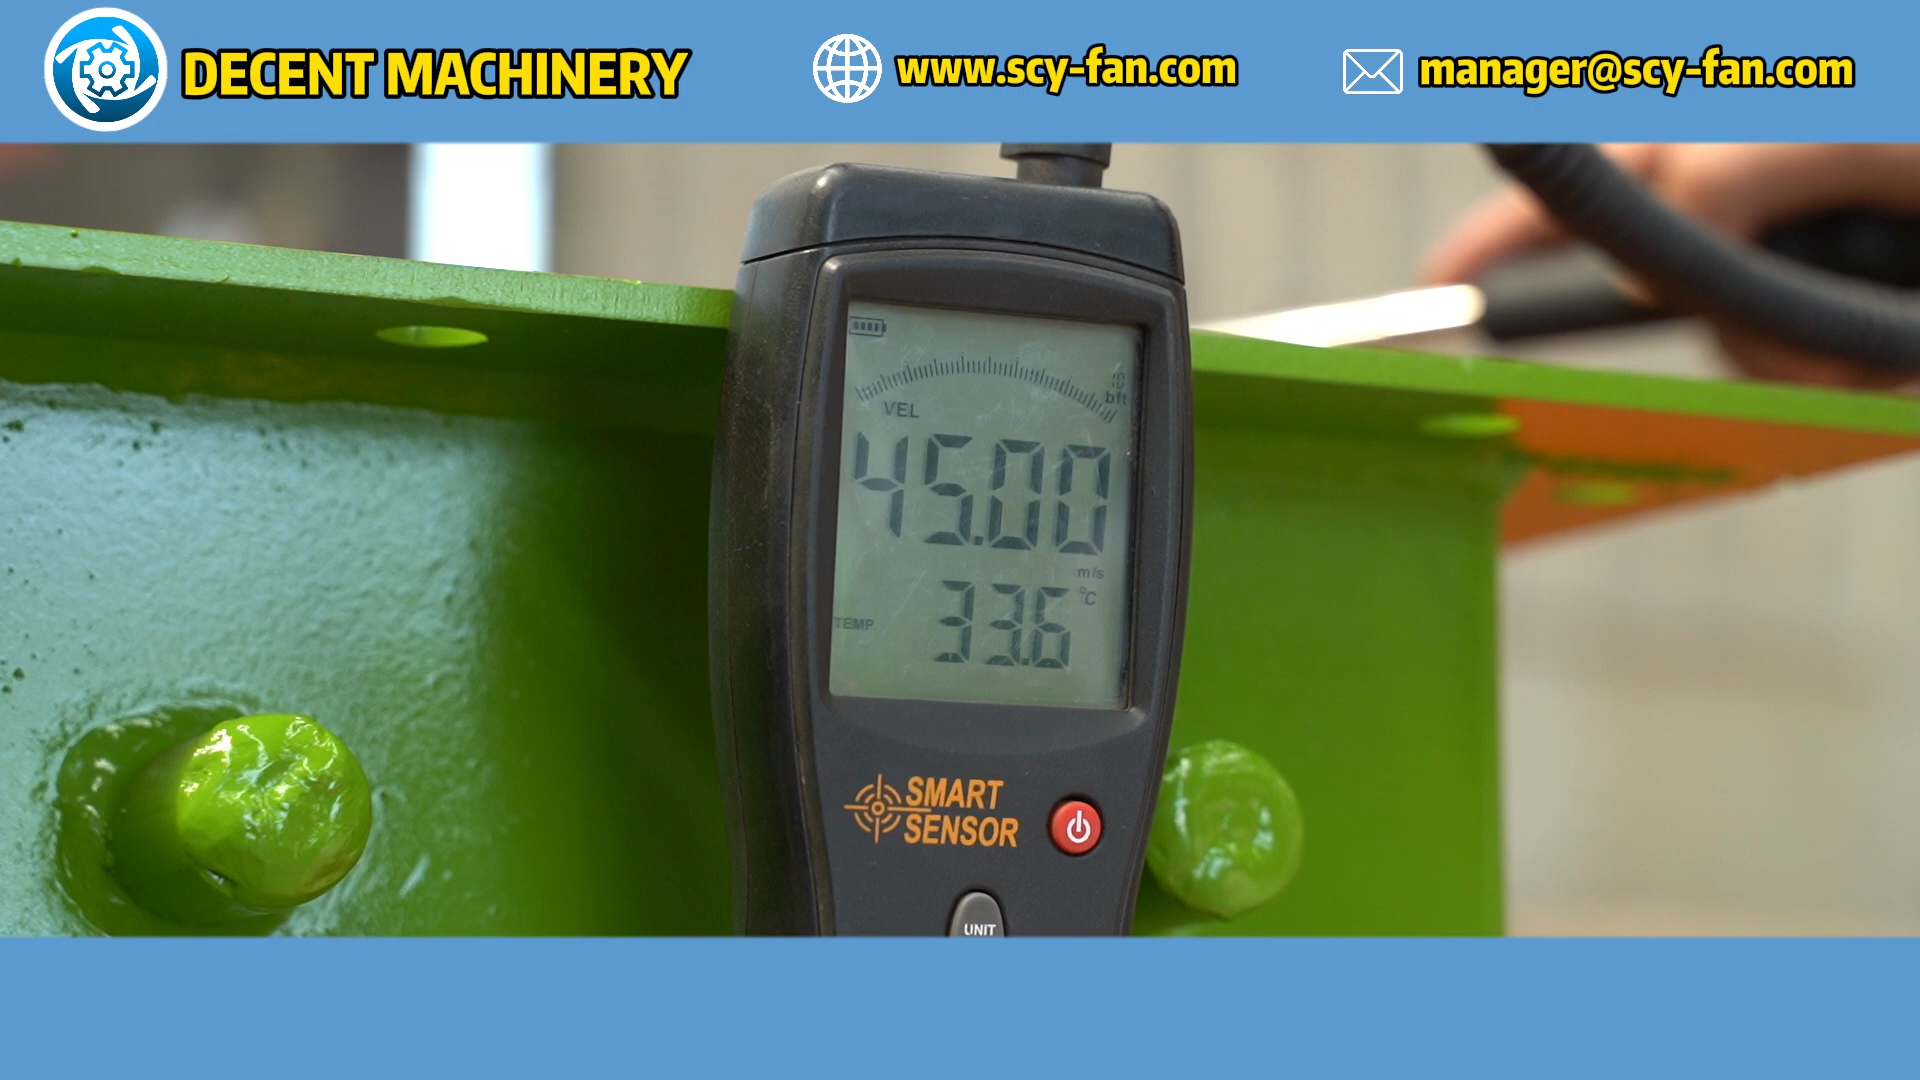 DECENT MACHINERY
www.scy-fan.com
manager@scy-fan.com
bft
VEL
45.00
m/s
33.6 °C
TEMP.
SMART
SENSOR
UNIT